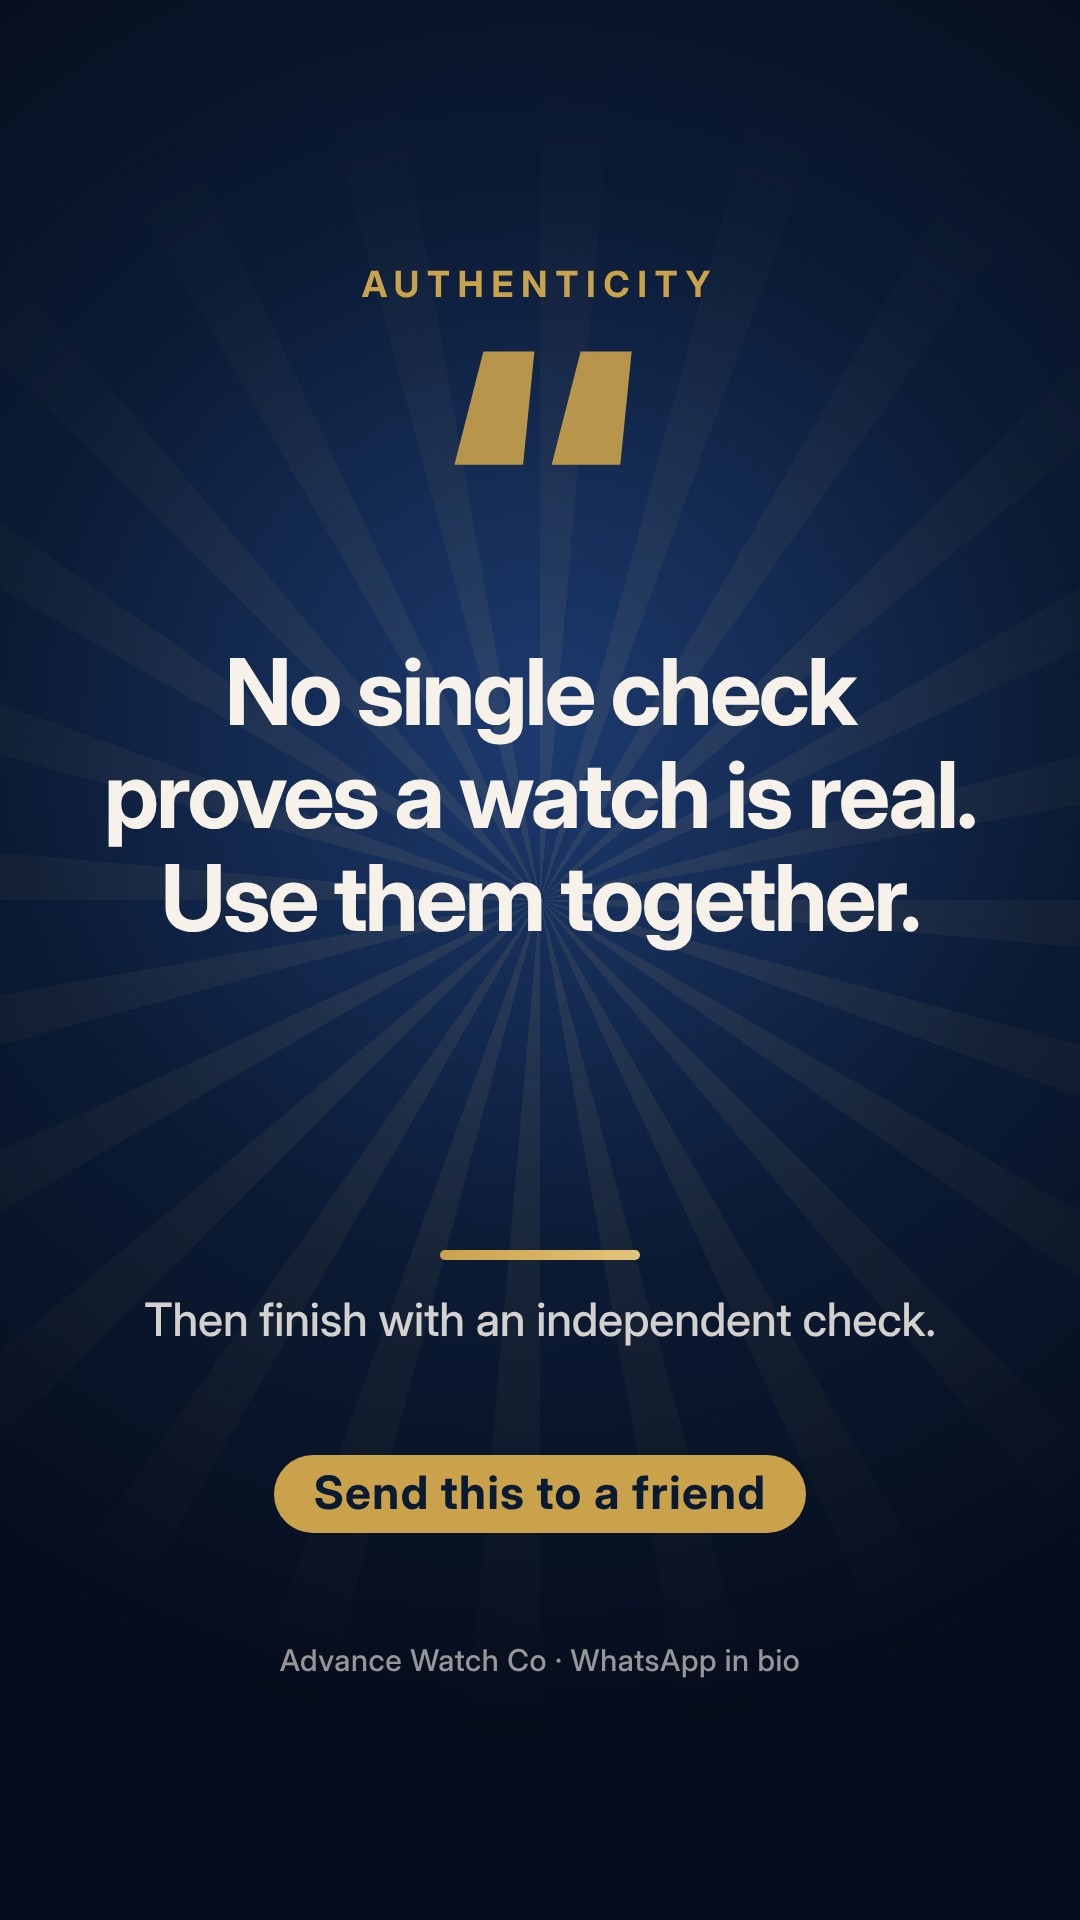 AUTHENTICITY
"
No single check
proves a watch is real.
Use them together.
Then finish with an independent check.
Send this to a friend
Advance Watch Co · WhatsApp in bio